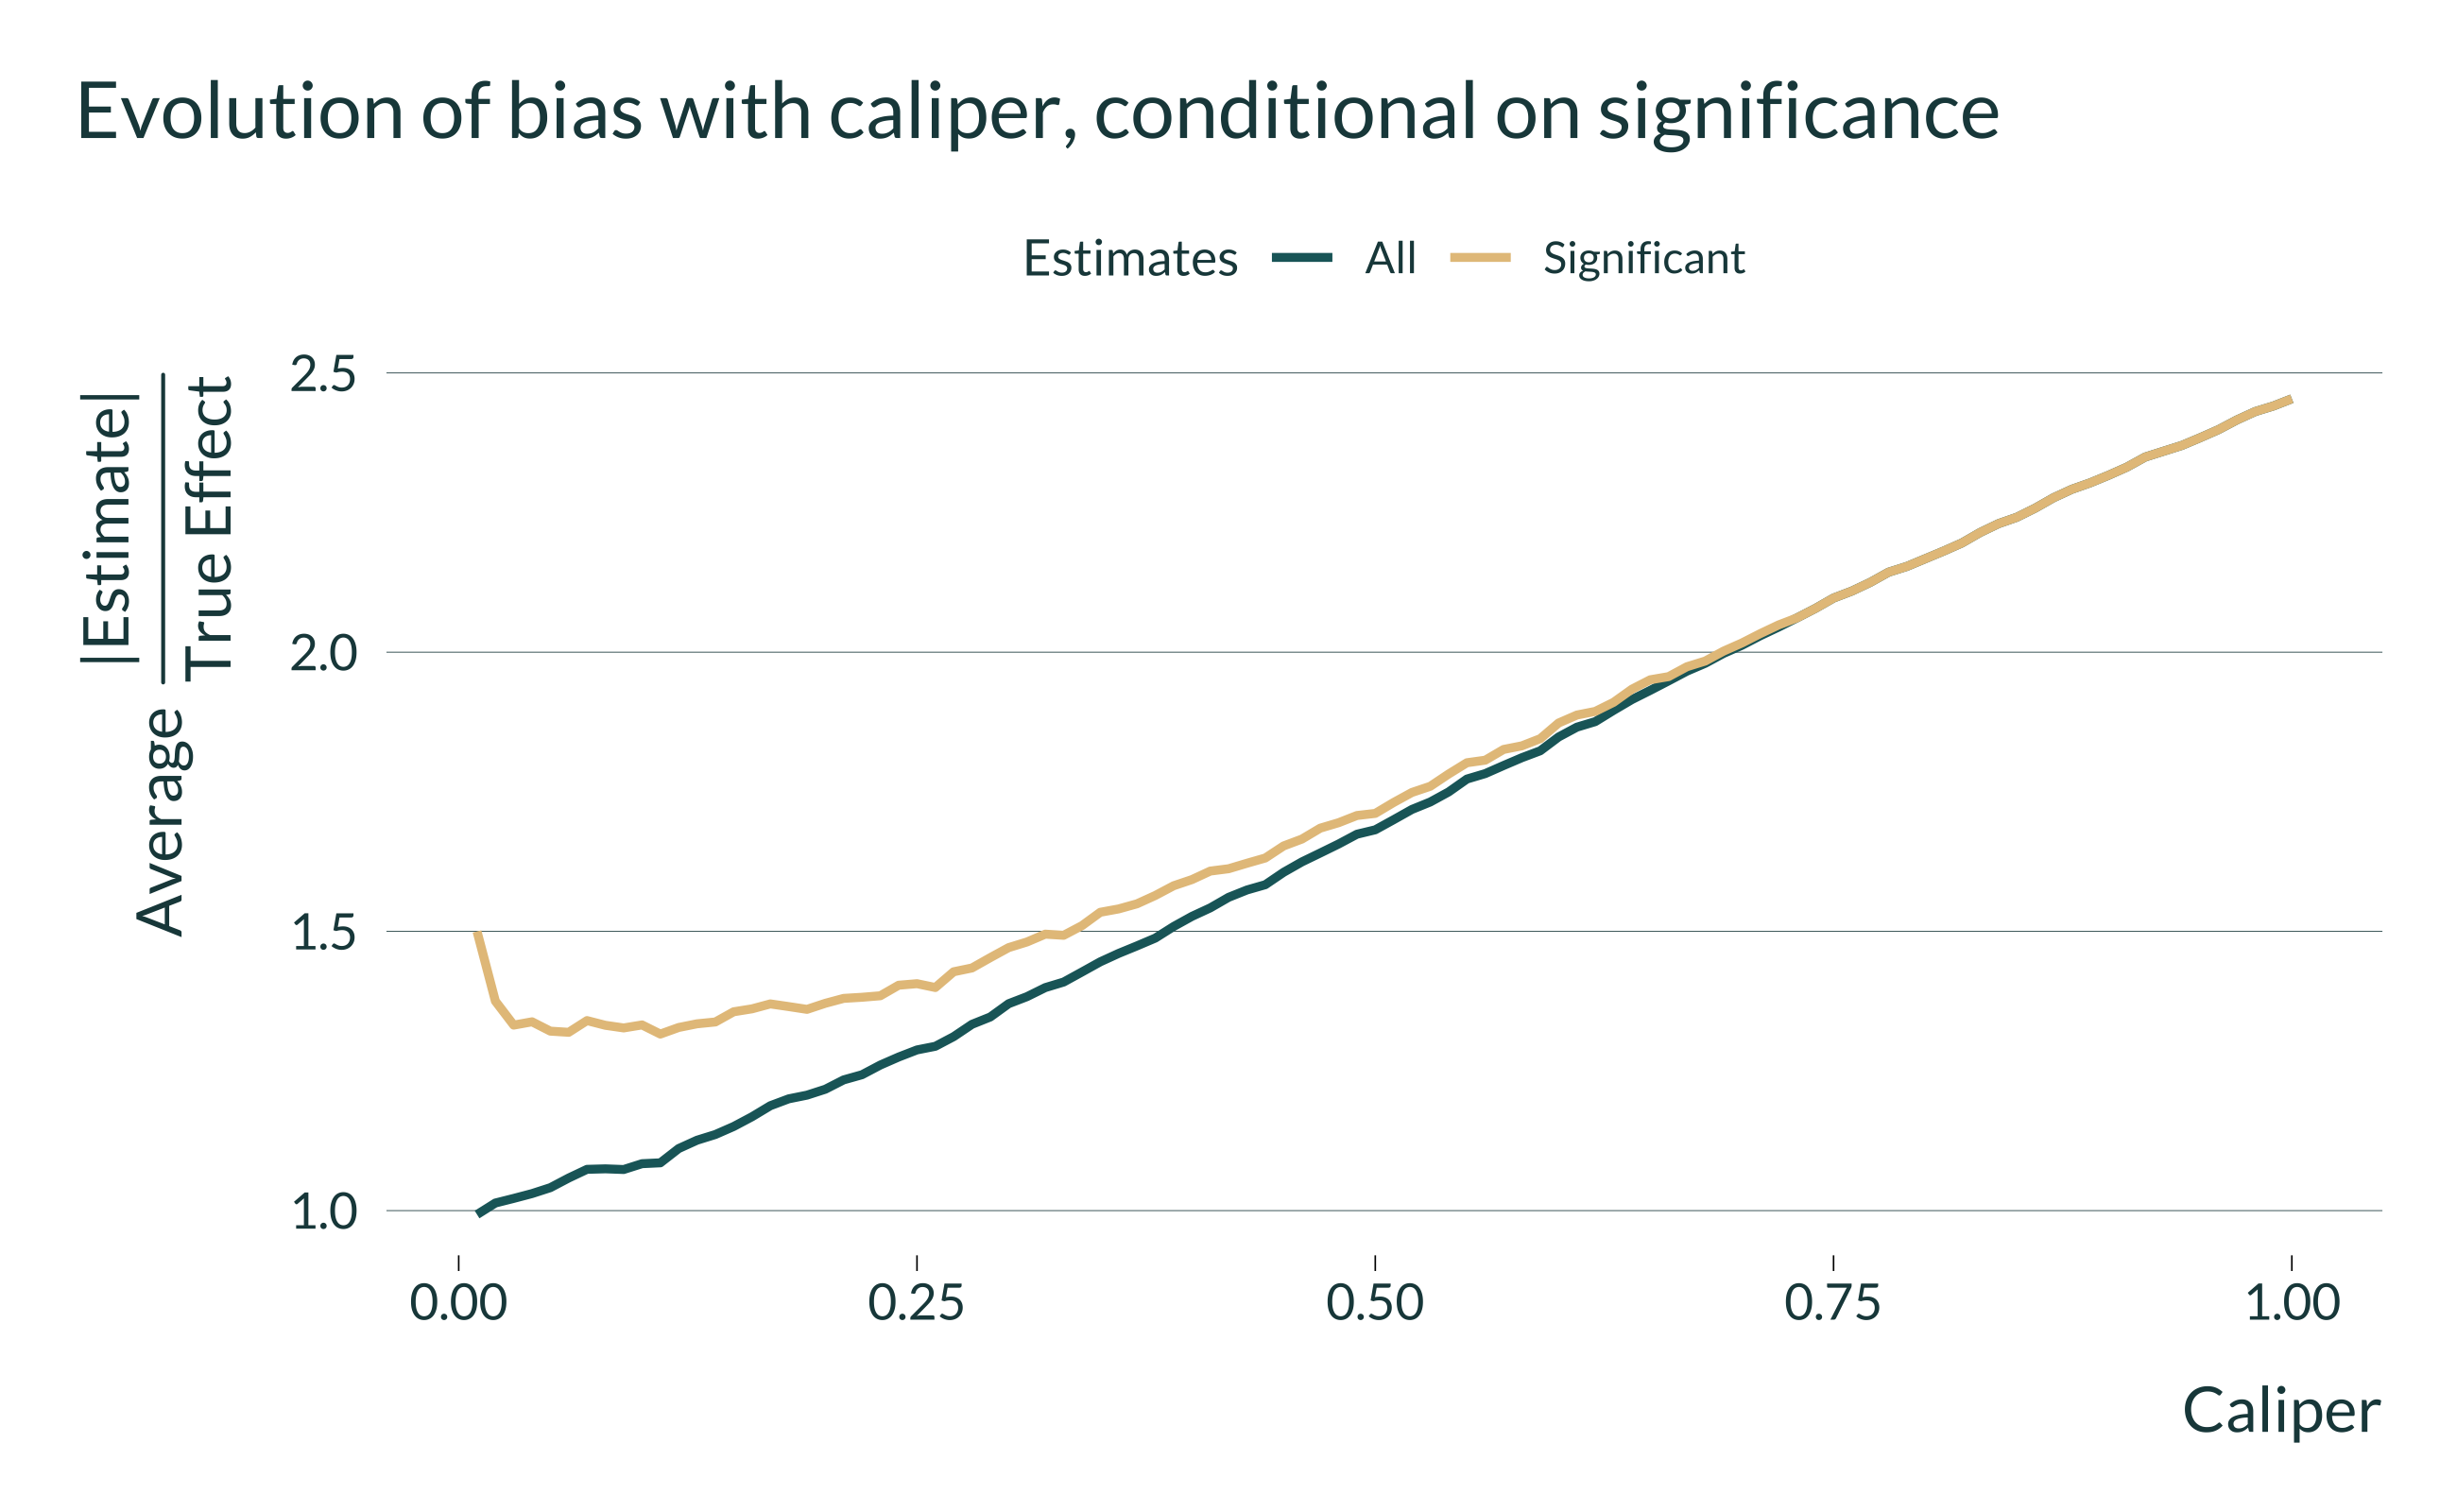 Evolution of bias with caliper, conditional on significance
Estimates All Significant
Average |Estimate|
True Effect
2.5
2.0
1.5
1.0
0.00 0.25 0.50 0.75 1.00
Caliper